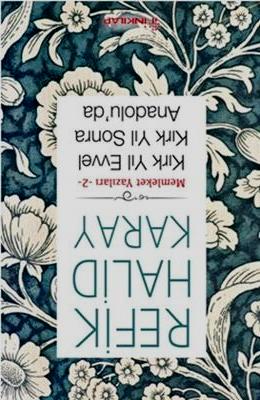 REFİK
HALİD
KARAY
Memleket Yazıları -2-
Kırk Yıl Evvel
Kırk Yıl Sonra
Anadolu'da
İNKILAP